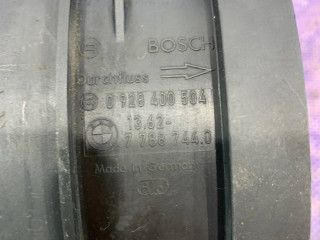 BOSCH
Durchfluss
0 928 400 504
13.62-
7 788 744.0
Made in Germany